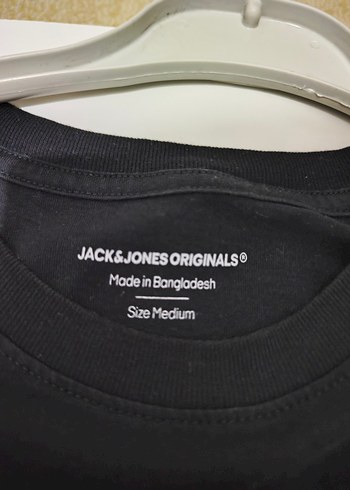 JACK&JONES ORIGINALS®
Made in Bangladesh
Size Medium